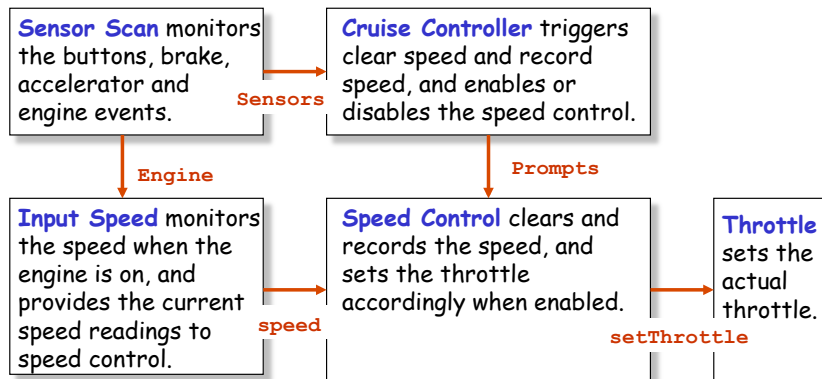 Sensor Scan monitors
the buttons, brake,
accelerator and
engine events.
Sensors
Cruise Controller triggers
clear speed and record
speed, and enables or
disables the speed control.
Engine
Prompts
Input Speed monitors
the speed when the
engine is on, and
provides the current
speed readings to
speed control.
speed
Speed Control clears and
records the speed, and
sets the throttle
accordingly when enabled.
setThrottle
Throttle
sets the
actual
throttle.